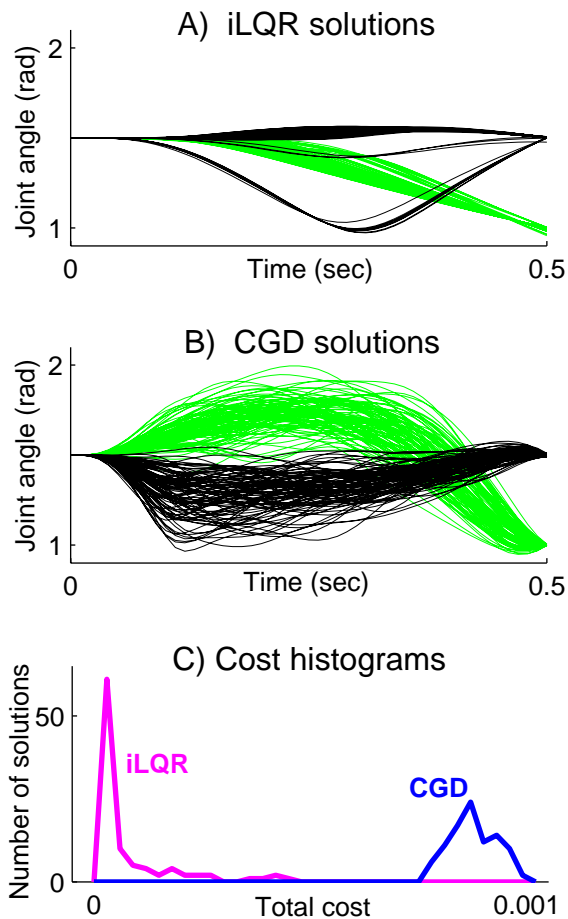 A)  iLQR solutions
Joint angle (rad)
2
1
0
Time (sec)
0.5
B)  CGD solutions
Joint angle (rad)
2
1
0
Time (sec)
0.5
C) Cost histograms
Number of solutions
50
0
iLQR
CGD
0
Total cost
0.001